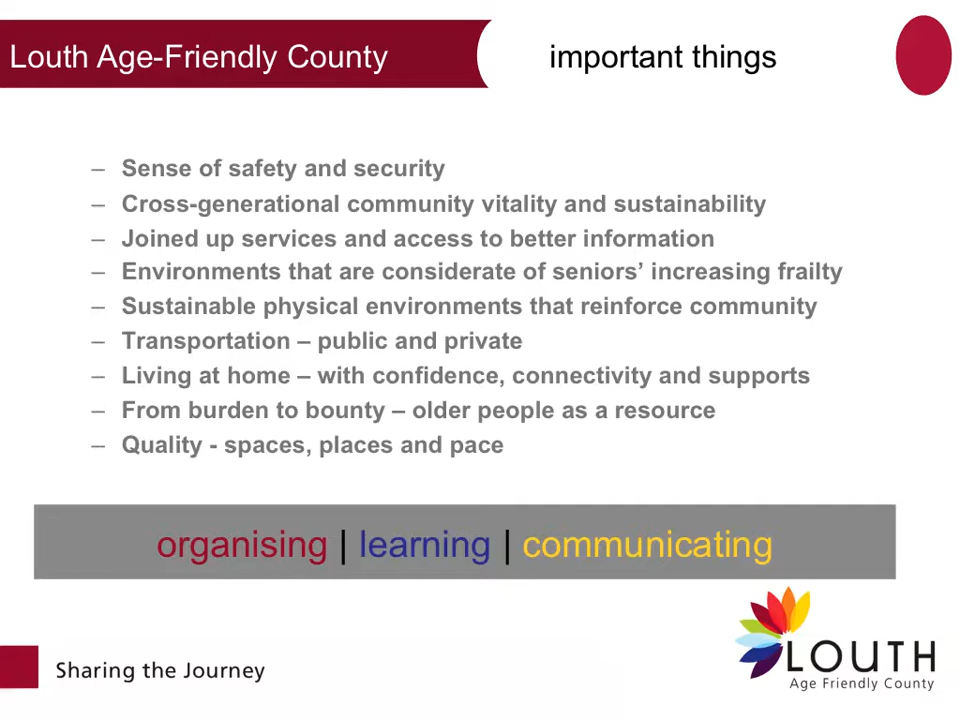 Louth Age-Friendly County
important things
– Sense of safety and security
– Cross-generational community vitality and sustainability
– Joined up services and access to better information
– Environments that are considerate of seniors’ increasing frailty
– Sustainable physical environments that reinforce community
– Transportation – public and private
– Living at home – with confidence, connectivity and supports
– From burden to bounty – older people as a resource
– Quality - spaces, places and pace
organising | learning | communicating
Sharing the Journey
LOUTH
Age Friendly County